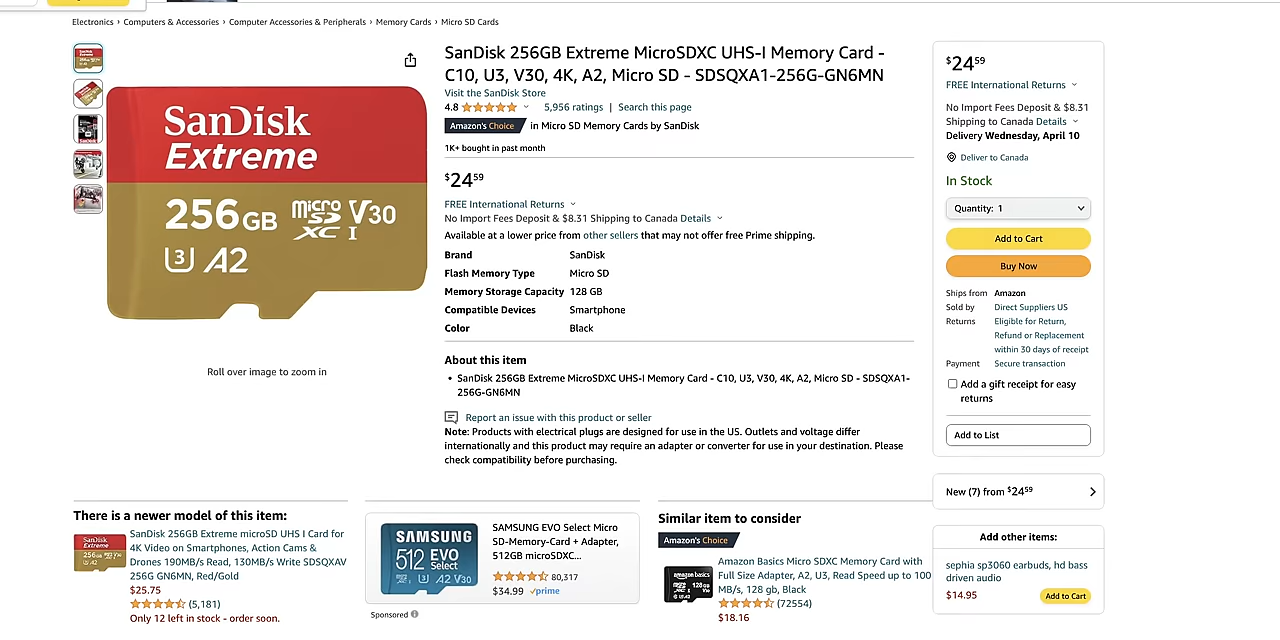 Electronics › Computers & Accessories › Computer Accessories & Peripherals › Memory Cards › Micro SD Cards
SanDisk
Extreme
256GB
micro
SD
XC I
V30
U3 A2
Roll over image to zoom in
SanDisk 256GB Extreme MicroSDXC UHS-I Memory Card -
C10, U3, V30, 4K, A2, Micro SD - SDSQXA1-256G-GN6MN
Visit the SanDisk Store
4.8 5,956 ratings | Search this page
Amazon's Choice in Micro SD Memory Cards by SanDisk
1K+ bought in past month
$24⁵⁹
FREE International Returns
No Import Fees Deposit & $8.31 Shipping to Canada Details
Available at a lower price from other sellers that may not offer free Prime shipping.
Brand SanDisk
Flash Memory Type Micro SD
Memory Storage Capacity 128 GB
Compatible Devices Smartphone
Color Black
About this item
• SanDisk 256GB Extreme MicroSDXC UHS-I Memory Card - C10, U3, V30, 4K, A2, Micro SD - SDSQXA1-
256G-GN6MN
Report an issue with this product or seller
Note: Products with electrical plugs are designed for use in the US. Outlets and voltage differ
internationally and this product may require an adapter or converter for use in your destination. Please
check compatibility before purchasing.
$24⁵⁹
FREE International Returns
No Import Fees Deposit & $8.31
Shipping to Canada Details
Delivery Wednesday, April 10
Deliver to Canada
In Stock
Quantity: 1
Add to Cart
Buy Now
Ships from Amazon
Sold by Direct Suppliers US
Returns Eligible for Return,
Refund or Replacement
within 30 days of receipt
Payment Secure transaction
Add a gift receipt for easy
returns
Add to List
New (7) from $24⁵⁹
Add other items:
sephia sp3060 earbuds, hd bass
driven audio
$14.95
Add to Cart
There is a newer model of this item:
SanDisk
Extreme
SanDisk 256GB Extreme microSD UHS I Card for
4K Video on Smartphones, Action Cams &
Drones 190MB/s Read, 130MB/s Write SDSQXAV
256G GN6MN, Red/Gold
$25.75
(5,181)
Only 12 left in stock - order soon.
SAMSUNG
512 EVO
Select
U3 A2 V30
SAMSUNG EVO Select Micro
SD-Memory-Card + Adapter,
512GB microSDXC...
80,317
$34.99 prime
Sponsored
Similar item to consider
Amazon's Choice
amazon basics
128 GB
Amazon Basics Micro SDXC Memory Card with
Full Size Adapter, A2, U3, Read Speed up to 100
MB/s, 128 gb, Black
(72554)
$18.16